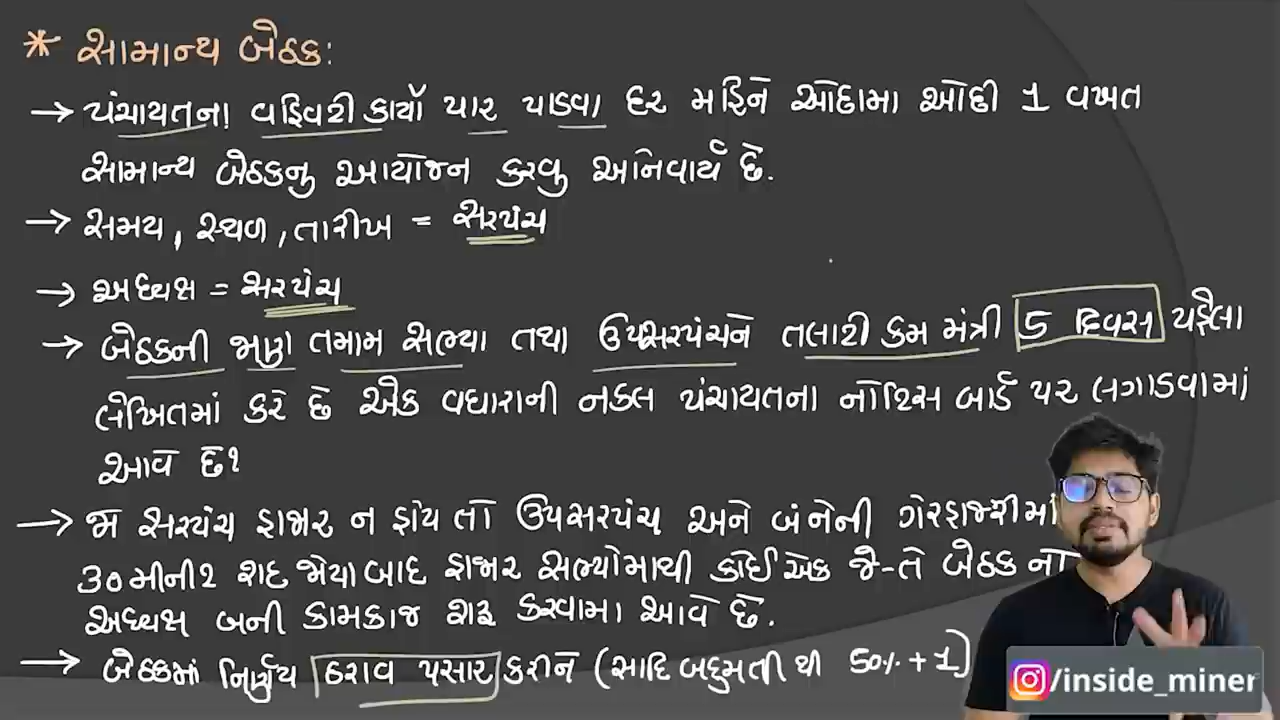 * સામાન્ય બેઠક:
→ પંચાયતના વહિવટી કાર્યો પાર પાડવા દર મહિને ઓછામા ઓછી 1 વખત
સામાન્ય બેઠકનુ આયોજન કરવુ અનિવાર્ય છે.
→ સમય, સ્થળ, તારીખ = સરપંચ
→ અધ્યક્ષ = સરપંચ
→ બેઠકની જાણ તમામ સભ્યો તથા ઉપસરપંચને તલાટી કમ મંત્રી 5 દિવસ પહેલા
લેખિતમાં કરે છે એક વધારાની નકલ પંચાયતના નોટિસ બોર્ડ પર લગાડવામાં
આવે છે?
→ જો સરપંચ હાજર ન હોય તો ઉપસરપંચ અને બંનેની ગેરહાજરીમાં
30 મીનીટ રાહ જોયા બાદ હાજર સભ્યોમાથી કોઈ એક જે-તે બેઠક નો
અધ્યક્ષ બની કામકાજ શરૂ કરવામા આવે છે.
→ બેઠકમાં નિર્ણય ઠરાવ પસાર કરીને (સાદિ બહુમતી થી 50% + 1)
/inside_miner